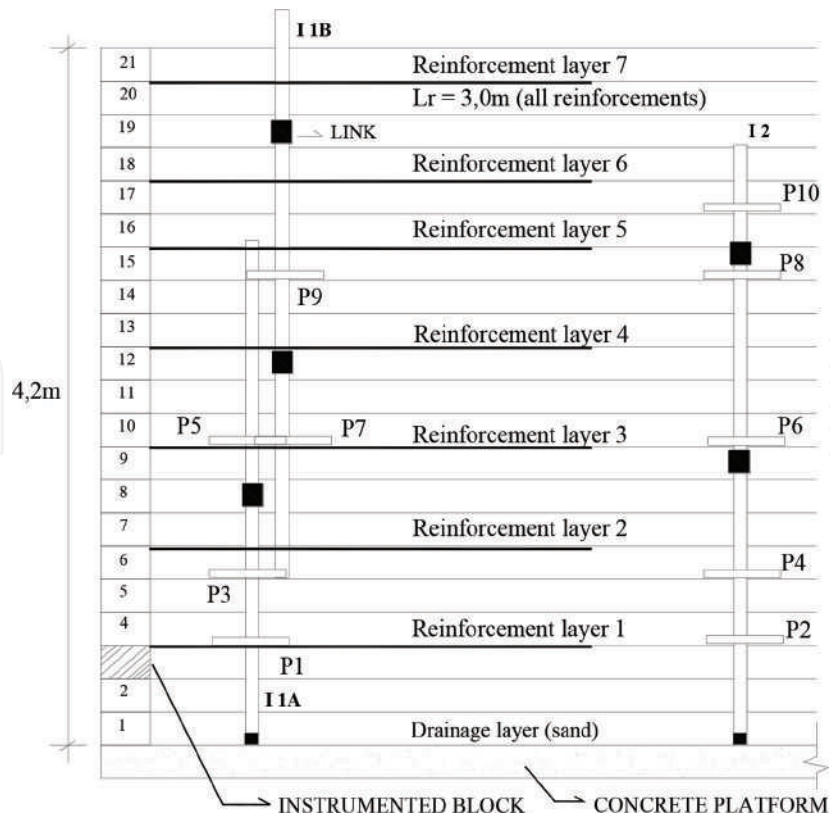 I 1B
21
Reinforcement layer 7
20
Lr = 3,0m (all reinforcements)
19
LINK
I 2
18
Reinforcement layer 6
17
P10
16
Reinforcement layer 5
15
P8
P9
14
13
Reinforcement layer 4
12
4,2m
11
10
P5
P7
Reinforcement layer 3
P6
9
8
7
Reinforcement layer 2
6
P4
5
P3
4
Reinforcement layer 1
P2
P1
2
I 1A
1
Drainage layer (sand)
INSTRUMENTED BLOCK
CONCRETE PLATFORM